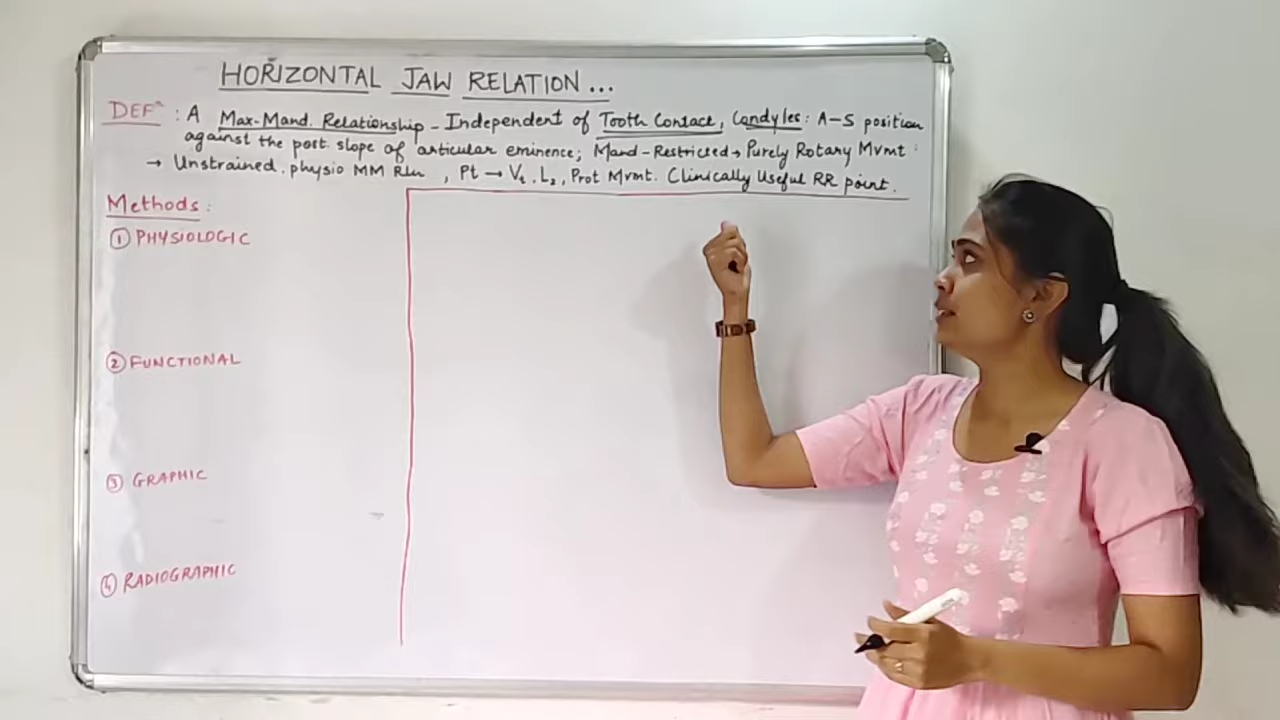 HORIZONTAL JAW RELATION...
DEFⁿ : A Max-Mand. Relationship - Independent of Tooth Contact, Condyles : A-S position
against the post. slope of articular eminence; Mand-Restricted → Purely Rotary Mvmt :
→ Unstrained. physio MM Rln , Pt → V₁. L₂, Prot Mvmt. Clinically Useful RR point.
Methods :
① PHYSIOLOGIC
② FUNCTIONAL
③ GRAPHIC
④ RADIOGRAPHIC